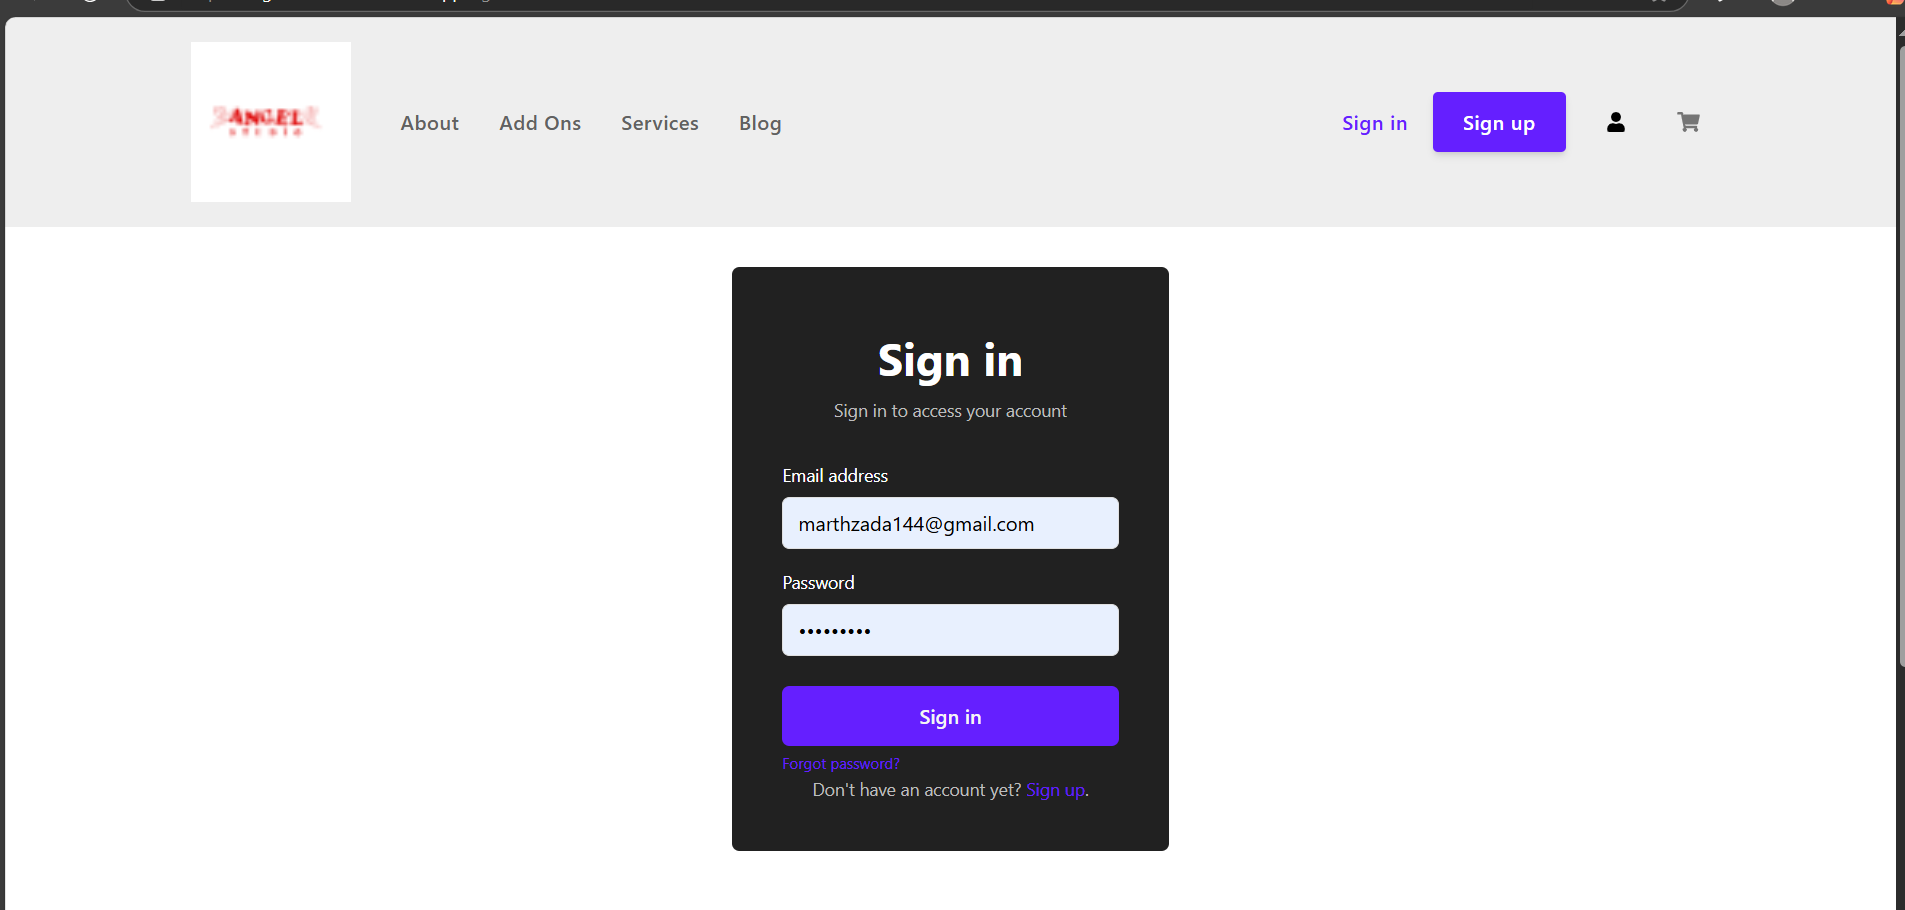 ANGEL
STUDIO
About Add Ons Services Blog Sign in Sign up
Sign in
Sign in to access your account
Email address
marthzada144@gmail.com
Password
•••••••••
Sign in
Forgot password?
Don't have an account yet? Sign up.